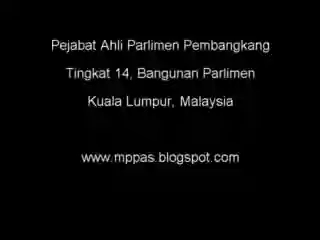 Pejabat Ahli Parlimen Pembangkang
Tingkat 14, Bangunan Parlimen
Kuala Lumpur, Malaysia
www.mppas.blogspot.com